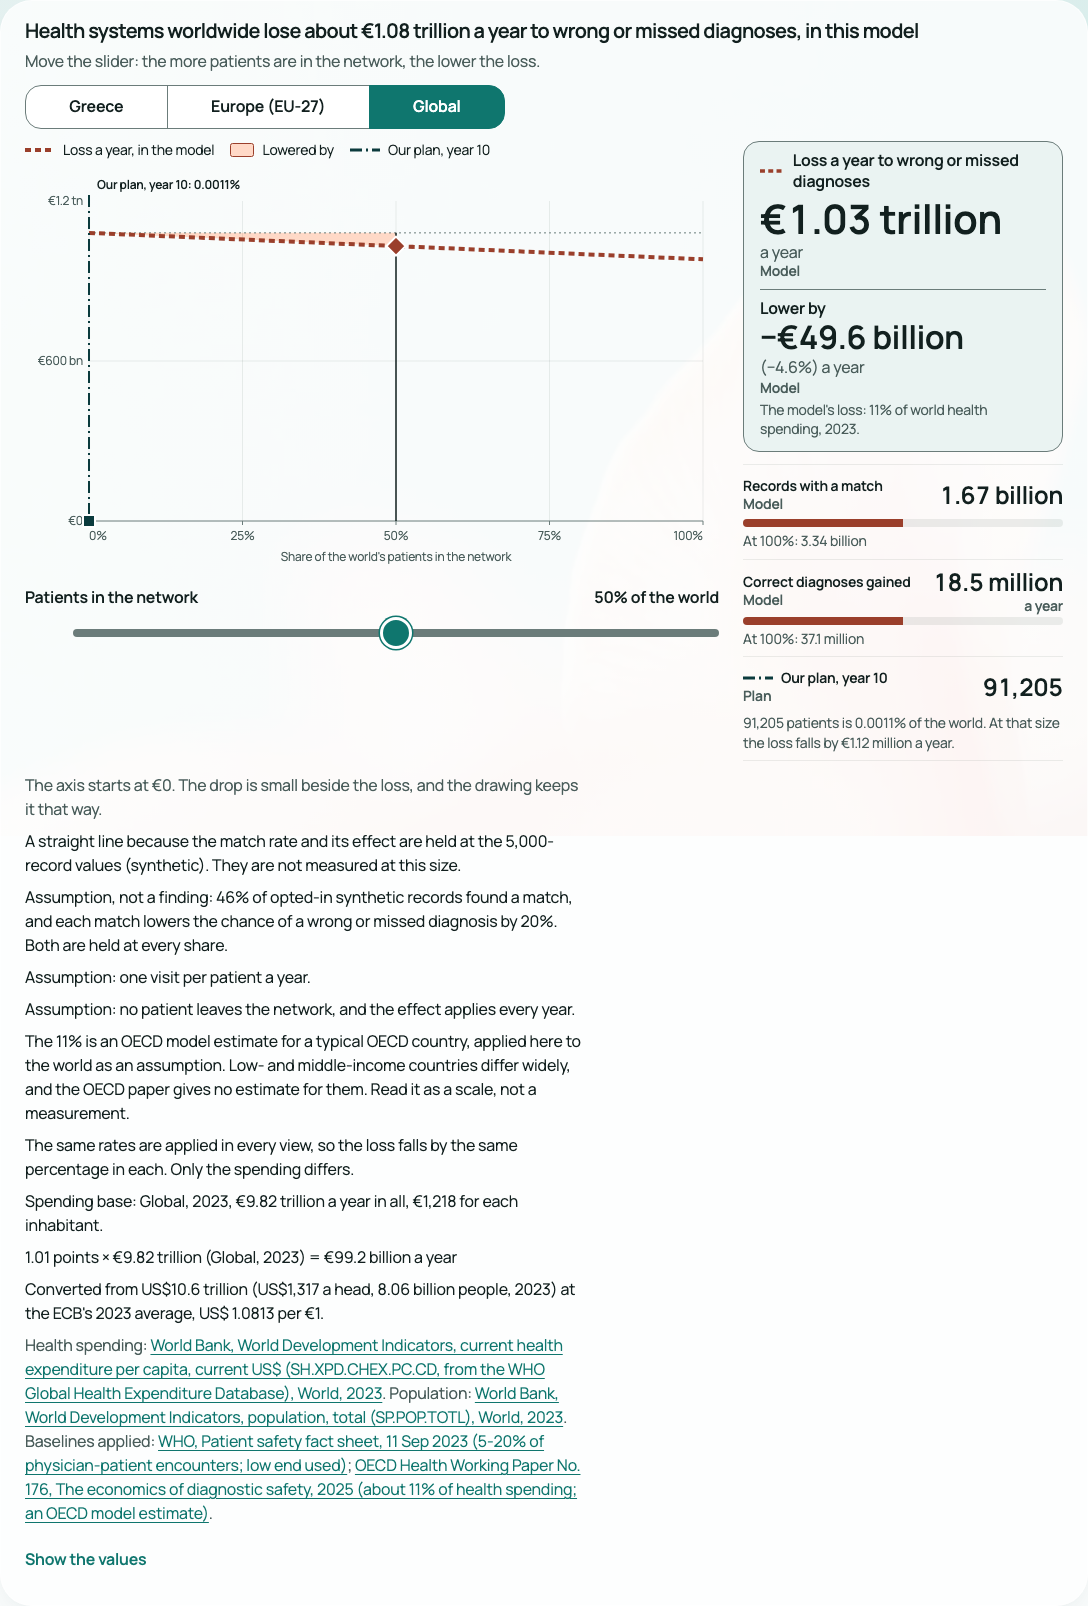 Health systems worldwide lose about €1.08 trillion a year to wrong or missed diagnoses, in this model
Move the slider: the more patients are in the network, the lower the loss.
Greece
Europe (EU-27)
Global
Loss a year, in the model
Lowered by
Our plan, year 10
Our plan, year 10: 0.0011%
€1.2 tn
€600 bn
€0
0%
25%
50%
75%
100%
Share of the world's patients in the network
Patients in the network
50% of the world
Loss a year to wrong or missed
diagnoses
€1.03 trillion
a year
Model
Lower by
−€49.6 billion
(−4.6%) a year
Model
The model's loss: 11% of world health
spending, 2023.
Records with a match
Model
1.67 billion
At 100%: 3.34 billion
Correct diagnoses gained
Model
18.5 million
a year
At 100%: 37.1 million
Our plan, year 10
Plan
91,205
91,205 patients is 0.0011% of the world. At that size
the loss falls by €1.12 million a year.
The axis starts at €0. The drop is small beside the loss, and the drawing keeps
it that way.
A straight line because the match rate and its effect are held at the 5,000-
record values (synthetic). They are not measured at this size.
Assumption, not a finding: 46% of opted-in synthetic records found a match,
and each match lowers the chance of a wrong or missed diagnosis by 20%.
Both are held at every share.
Assumption: one visit per patient a year.
Assumption: no patient leaves the network, and the effect applies every year.
The 11% is an OECD model estimate for a typical OECD country, applied here to
the world as an assumption. Low- and middle-income countries differ widely,
and the OECD paper gives no estimate for them. Read it as a scale, not a
measurement.
The same rates are applied in every view, so the loss falls by the same
percentage in each. Only the spending differs.
Spending base: Global, 2023, €9.82 trillion a year in all, €1,218 for each
inhabitant.
1.01 points × €9.82 trillion (Global, 2023) = €99.2 billion a year
Converted from US$10.6 trillion (US$1,317 a head, 8.06 billion people, 2023) at
the ECB's 2023 average, US$ 1.0813 per €1.
Health spending: World Bank, World Development Indicators, current health
expenditure per capita, current US$ (SH.XPD.CHEX.PC.CD, from the WHO
Global Health Expenditure Database), World, 2023. Population: World Bank,
World Development Indicators, population, total (SP.POP.TOTL), World, 2023.
Baselines applied: WHO, Patient safety fact sheet, 11 Sep 2023 (5-20% of
physician-patient encounters; low end used); OECD Health Working Paper No.
176, The economics of diagnostic safety, 2025 (about 11% of health spending;
an OECD model estimate).
Show the values